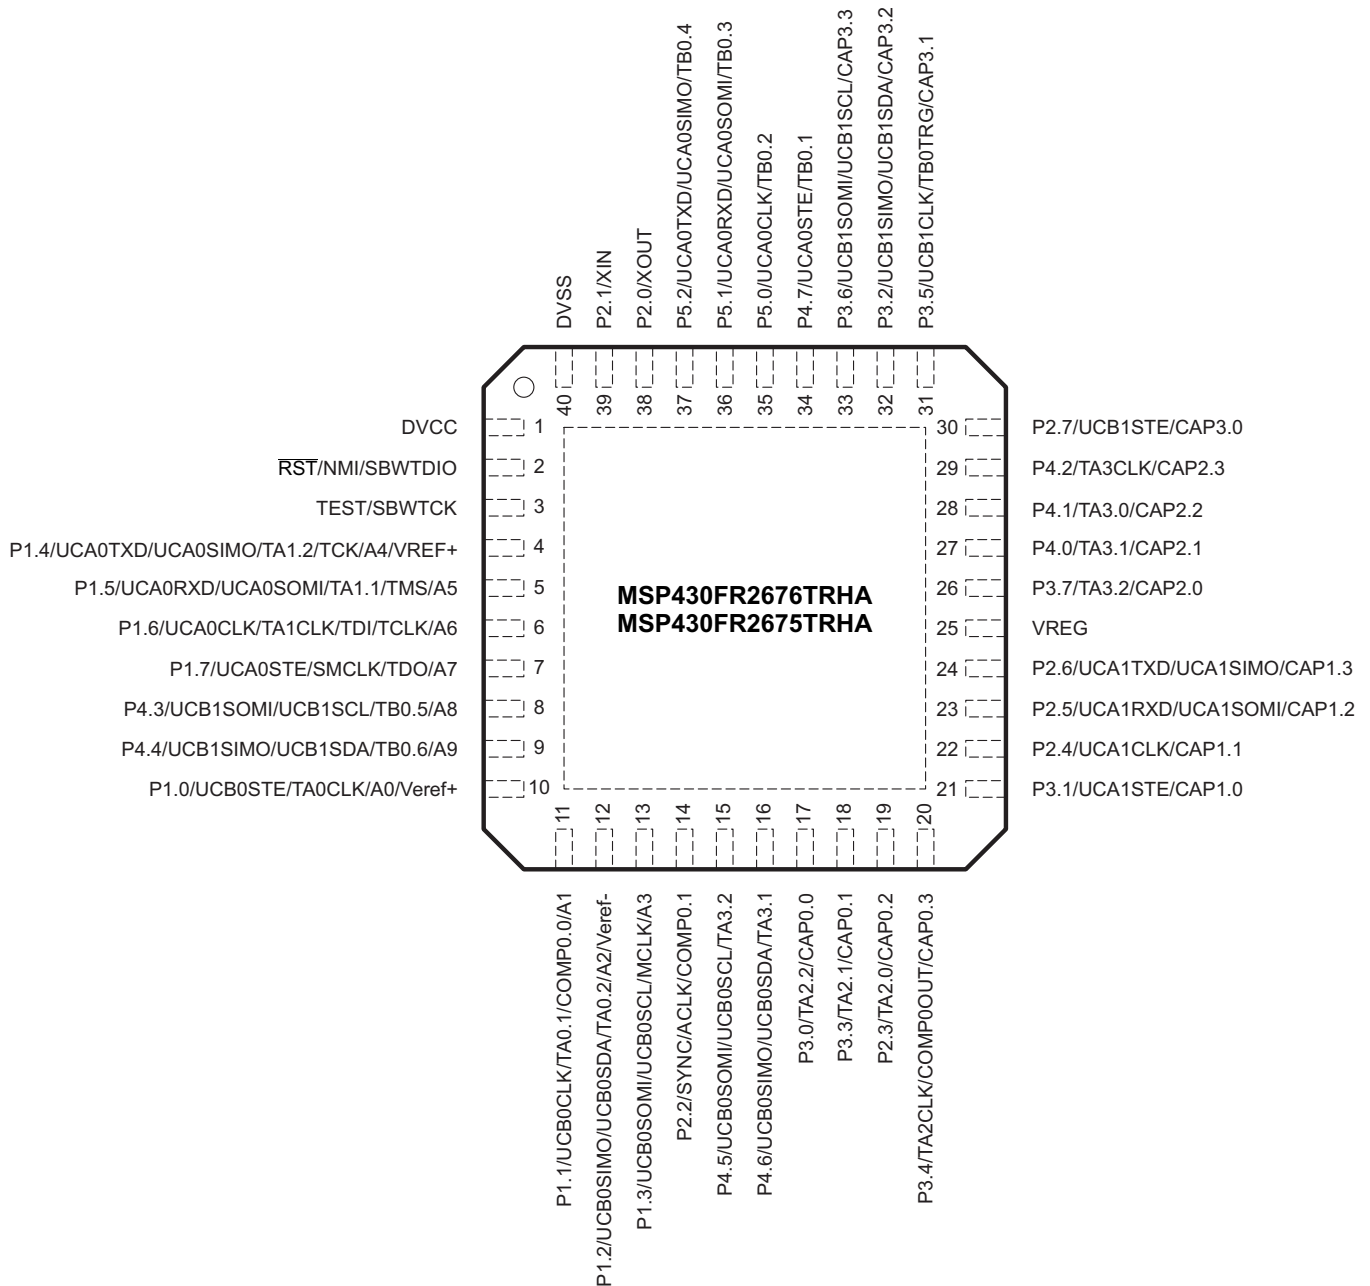 DVSS
P2.1/XIN
P2.0/XOUT
P5.2/UCA0TXD/UCA0SIMO/TB0.4
P5.1/UCA0RXD/UCA0SOMI/TB0.3
P5.0/UCA0CLK/TB0.2
P4.7/UCA0STE/TB0.1
P3.6/UCB1SOMI/UCB1SCL/CAP3.3
P3.2/UCB1SIMO/UCB1SDA/CAP3.2
P3.5/UCB1CLK/TB0TRG/CAP3.1
40
39
38
37
36
35
34
33
32
31
DVCC 1
RST/NMI/SBWTDIO 2
TEST/SBWTCK 3
P1.4/UCA0TXD/UCA0SIMO/TA1.2/TCK/A4/VREF+ 4
P1.5/UCA0RXD/UCA0SOMI/TA1.1/TMS/A5 5
P1.6/UCA0CLK/TA1CLK/TDI/TCLK/A6 6
P1.7/UCA0STE/SMCLK/TDO/A7 7
P4.3/UCB1SOMI/UCB1SCL/TB0.5/A8 8
P4.4/UCB1SIMO/UCB1SDA/TB0.6/A9 9
P1.0/UCB0STE/TA0CLK/A0/Veref+ 10
MSP430FR2676TRHA
MSP430FR2675TRHA
30 P2.7/UCB1STE/CAP3.0
29 P4.2/TA3CLK/CAP2.3
28 P4.1/TA3.0/CAP2.2
27 P4.0/TA3.1/CAP2.1
26 P3.7/TA3.2/CAP2.0
25 VREG
24 P2.6/UCA1TXD/UCA1SIMO/CAP1.3
23 P2.5/UCA1RXD/UCA1SOMI/CAP1.2
22 P2.4/UCA1CLK/CAP1.1
21 P3.1/UCA1STE/CAP1.0
11
12
13
14
15
16
17
18
19
20
P1.1/UCB0CLK/TA0.1/COMP0.0/A1
P1.2/UCB0SIMO/UCB0SDA/TA0.2/A2/Veref-
P1.3/UCB0SOMI/UCB0SCL/MCLK/A3
P2.2/SYNC/ACLK/COMP0.1
P4.5/UCB0SOMI/UCB0SCL/TA3.2
P4.6/UCB0SIMO/UCB0SDA/TA3.1
P3.0/TA2.2/CAP0.0
P3.3/TA2.1/CAP0.1
P2.3/TA2.0/CAP0.2
P3.4/TA2CLK/COMP0OUT/CAP0.3